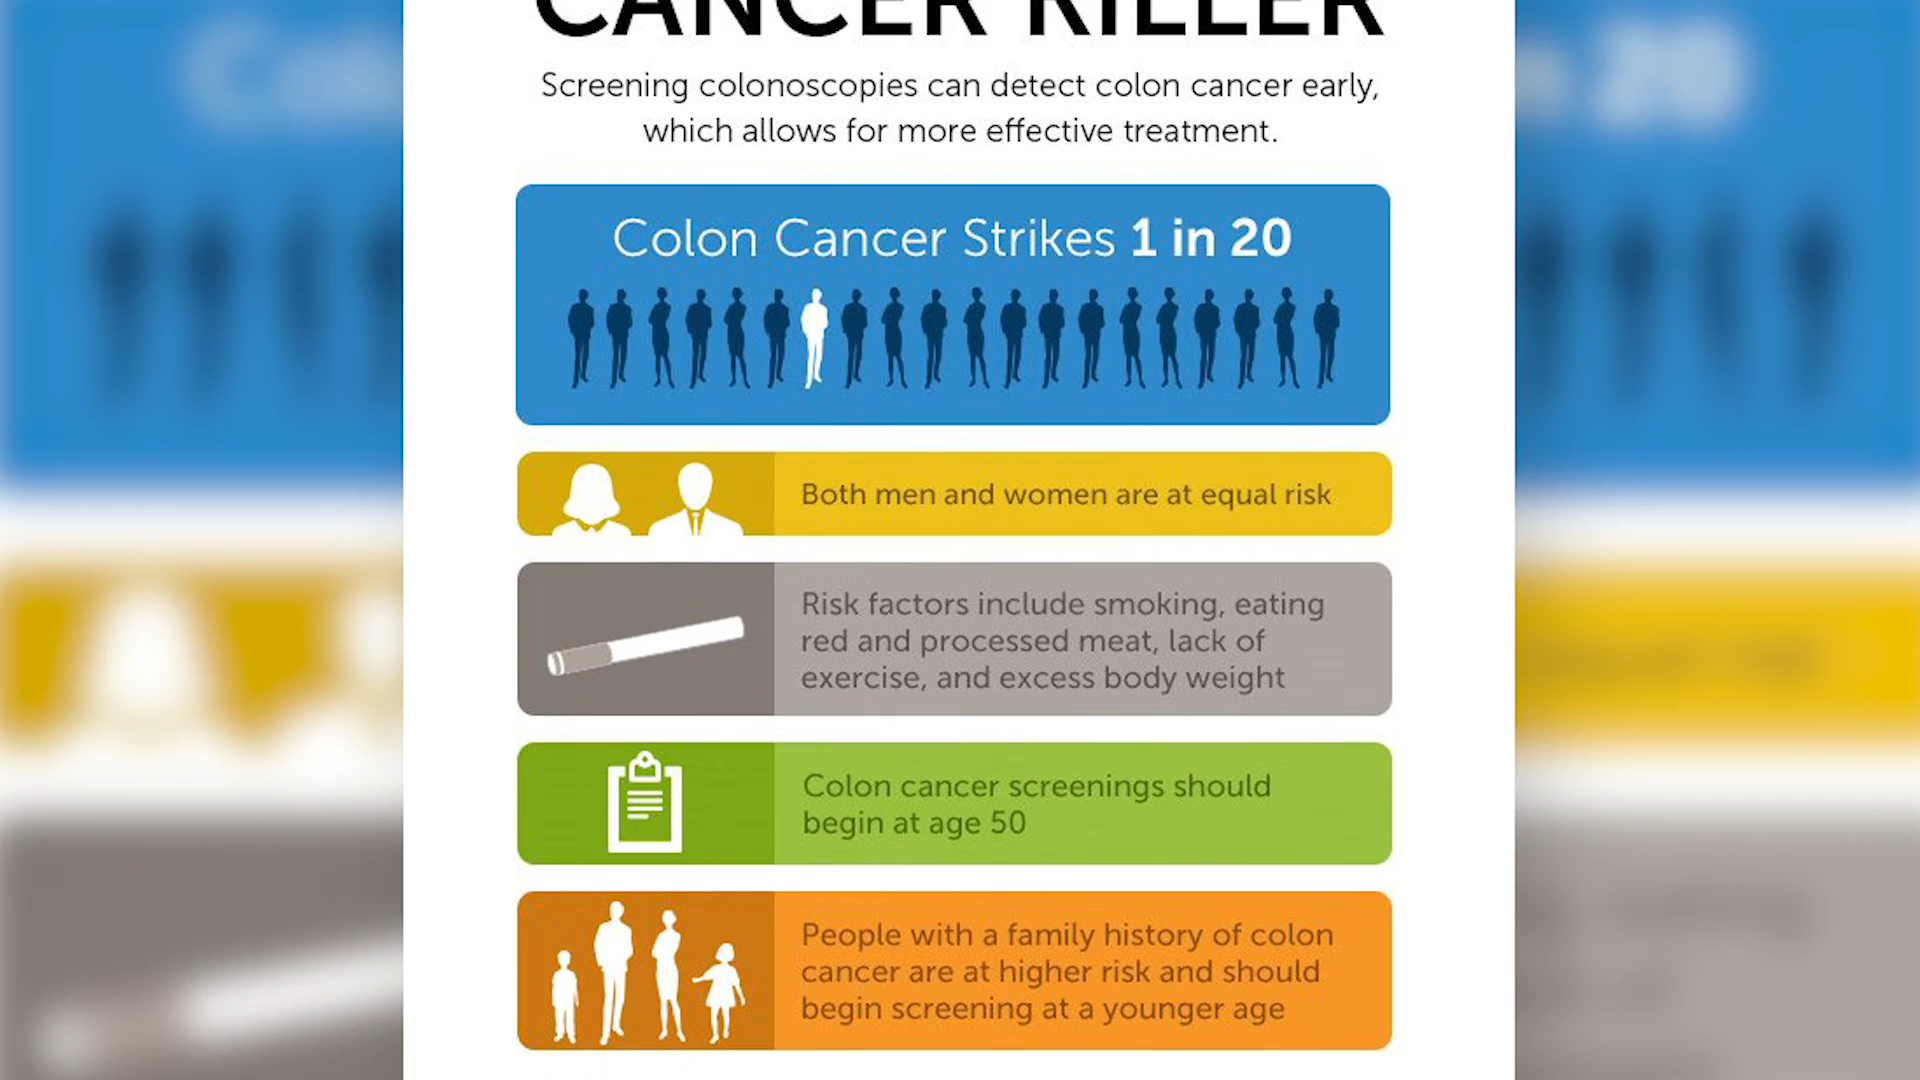 CANCER KILLER
Screening colonoscopies can detect colon cancer early,
which allows for more effective treatment.
Colon Cancer Strikes 1 in 20
Both men and women are at equal risk
Risk factors include smoking, eating
red and processed meat, lack of
exercise, and excess body weight
Colon cancer screenings should
begin at age 50
People with a family history of colon
cancer are at higher risk and should
begin screening at a younger age